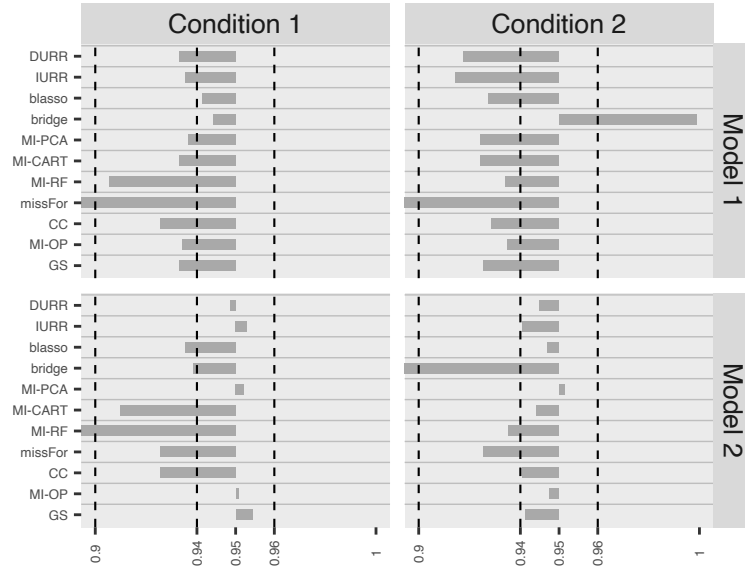 Condition 1
Condition 2
DURR
IURR
blasso
bridge
MI-PCA
MI-CART
MI-RF
missFor
CC
MI-OP
GS
Model 1
DURR
IURR
blasso
bridge
MI-PCA
MI-CART
MI-RF
missFor
CC
MI-OP
GS
Model 2
0.9
0.94
0.95
0.96
1
0.9
0.94
0.95
0.96
1